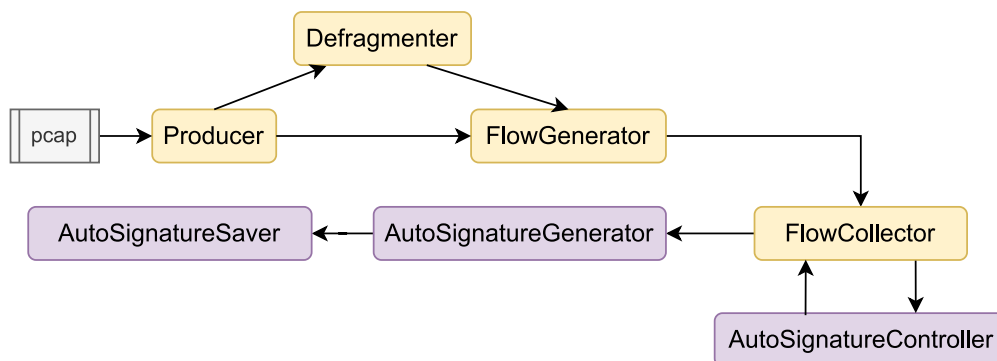 Defragmenter
pcap
Producer
FlowGenerator
AutoSignatureSaver
AutoSignatureGenerator
FlowCollector
AutoSignatureController